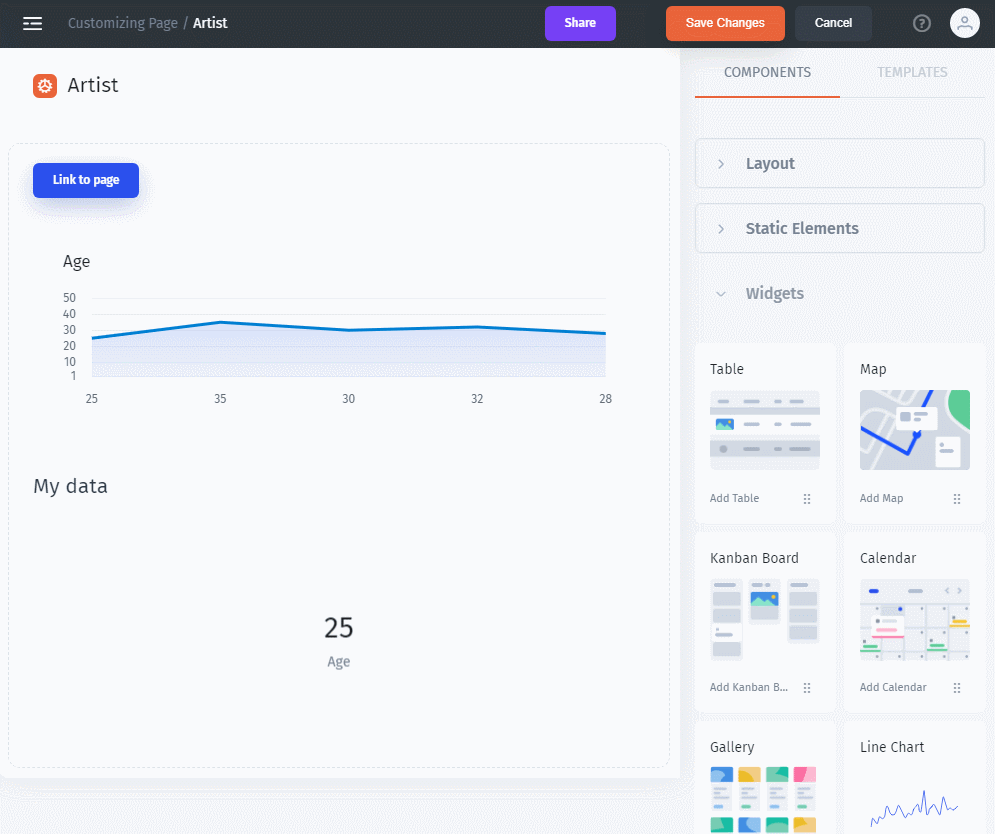 Customizing Page / Artist
Share
Save Changes
Cancel
?
Artist
Link to page
Age
50
40
30
20
10
1
25 35 30 32 28
My data
25
Age
COMPONENTS
TEMPLATES
Layout
Static Elements
Widgets
Table
Map
Add Table
Add Map
Kanban Board
Calendar
Add Kanban B...
Add Calendar
Gallery
Line Chart